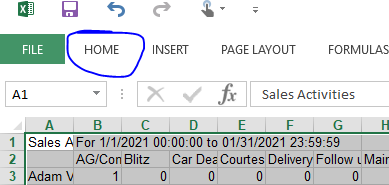 FILE HOME INSERT PAGE LAYOUT FORMULAS
A1 fx Sales Activities
A B C D E F G H
1 Sales A For 1/1/2021 00:00:00 to 01/31/2021 23:59:59
2 AG/Con Blitz Car Dea Courtes Delivery Follow u Main
3 Adam V 1 0 0 0 0 0